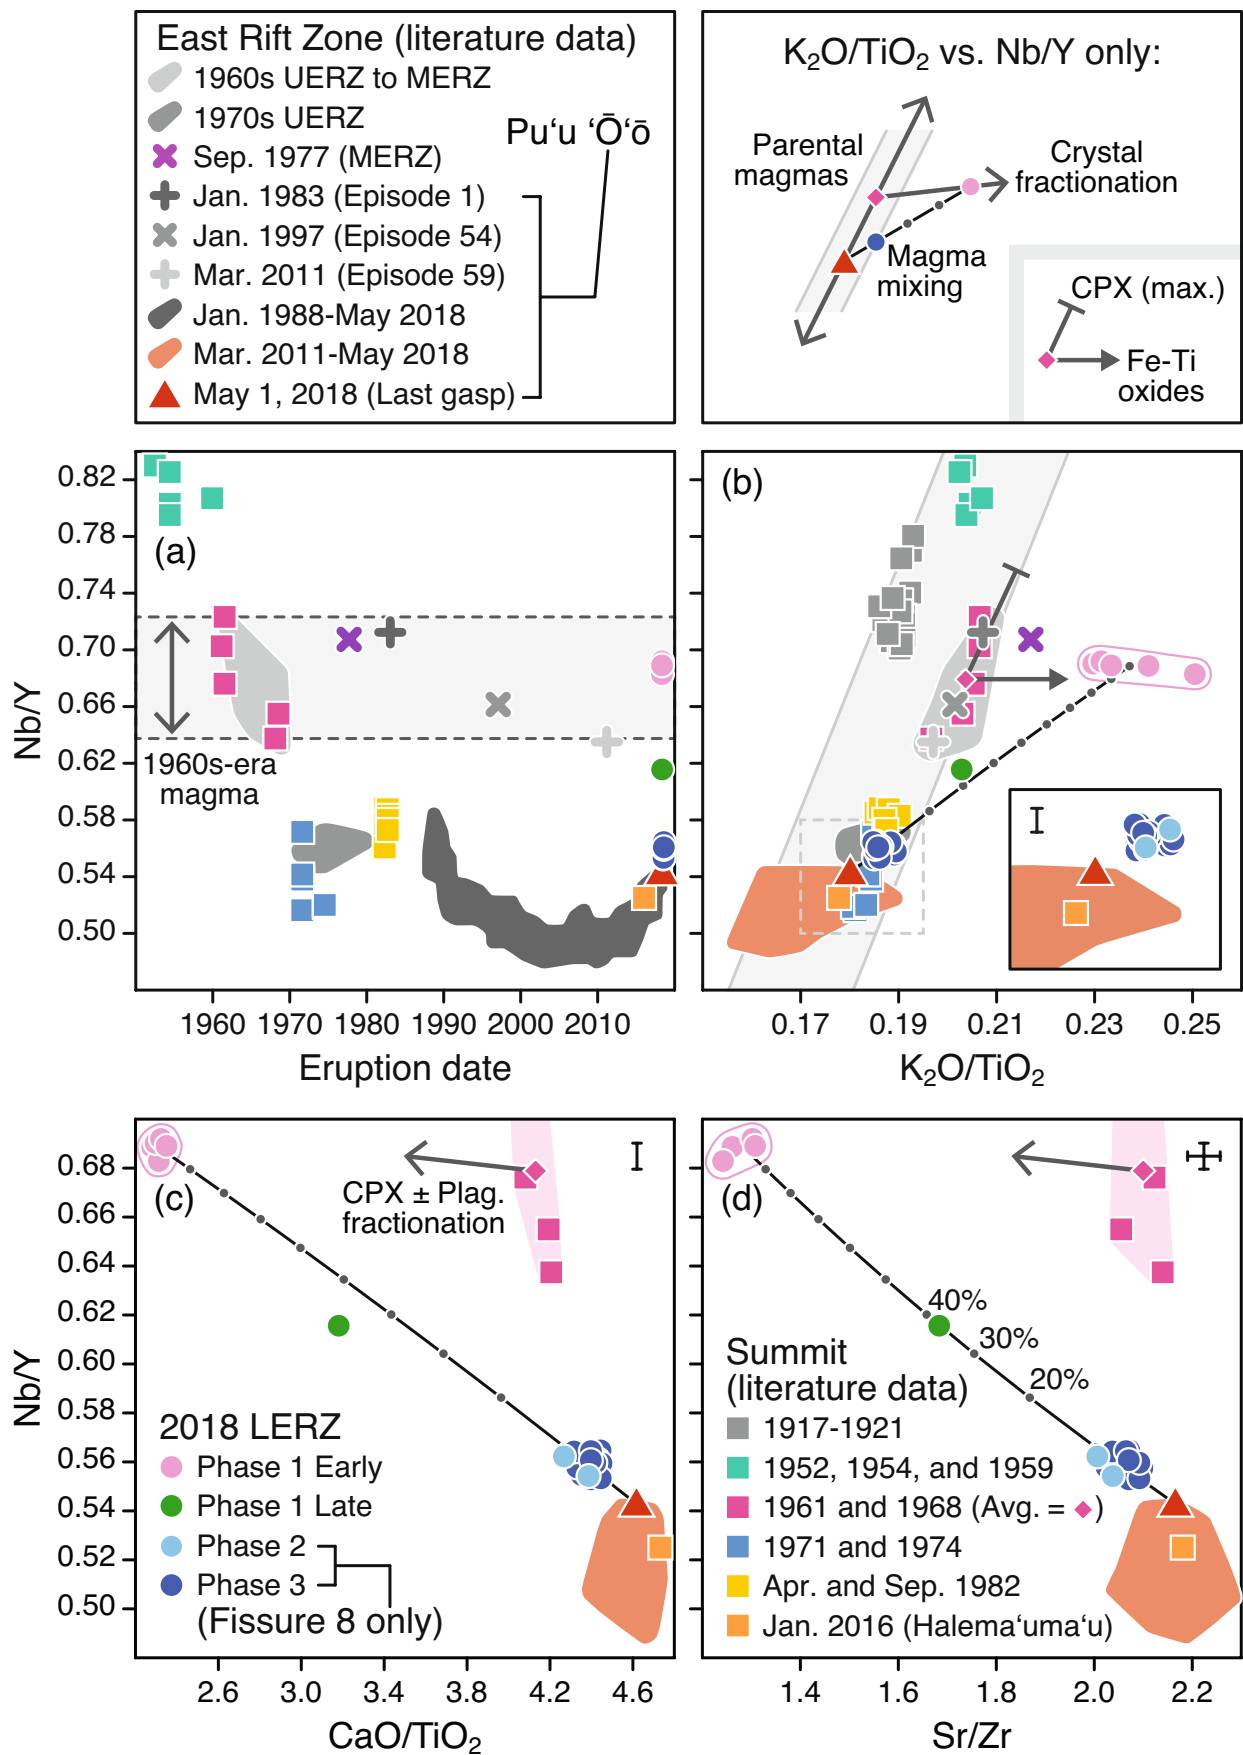 East Rift Zone (literature data)
1960s UERZ to MERZ
1970s UERZ
Puʻu ʻŌʻō
Sep. 1977 (MERZ)
Jan. 1983 (Episode 1)
Jan. 1997 (Episode 54)
Mar. 2011 (Episode 59)
Jan. 1988-May 2018
Mar. 2011-May 2018
May 1, 2018 (Last gasp)
K₂O/TiO₂ vs. Nb/Y only:
Parental
magmas
Crystal
fractionation
Magma
mixing
CPX (max.)
Fe-Ti
oxides
Nb/Y
0.82
0.78
0.74
0.70
0.66
0.62
0.58
0.54
0.50
(a)
1960s-era
magma
1960
1970
1980
1990
2000
2010
Eruption date
(b)
0.17
0.19
0.21
0.23
0.25
K₂O/TiO₂
Nb/Y
0.68
0.66
0.64
0.62
0.60
0.58
0.56
0.54
0.52
0.50
(c)
CPX ± Plag.
fractionation
2018 LERZ
Phase 1 Early
Phase 1 Late
Phase 2
Phase 3
(Fissure 8 only)
2.6
3.0
3.4
3.8
4.2
4.6
CaO/TiO₂
(d)
40%
30%
20%
Summit
(literature data)
1917-1921
1952, 1954, and 1959
1961 and 1968 (Avg. = )
1971 and 1974
Apr. and Sep. 1982
Jan. 2016 (Halemaʻumaʻu)
1.4
1.6
1.8
2.0
2.2
Sr/Zr